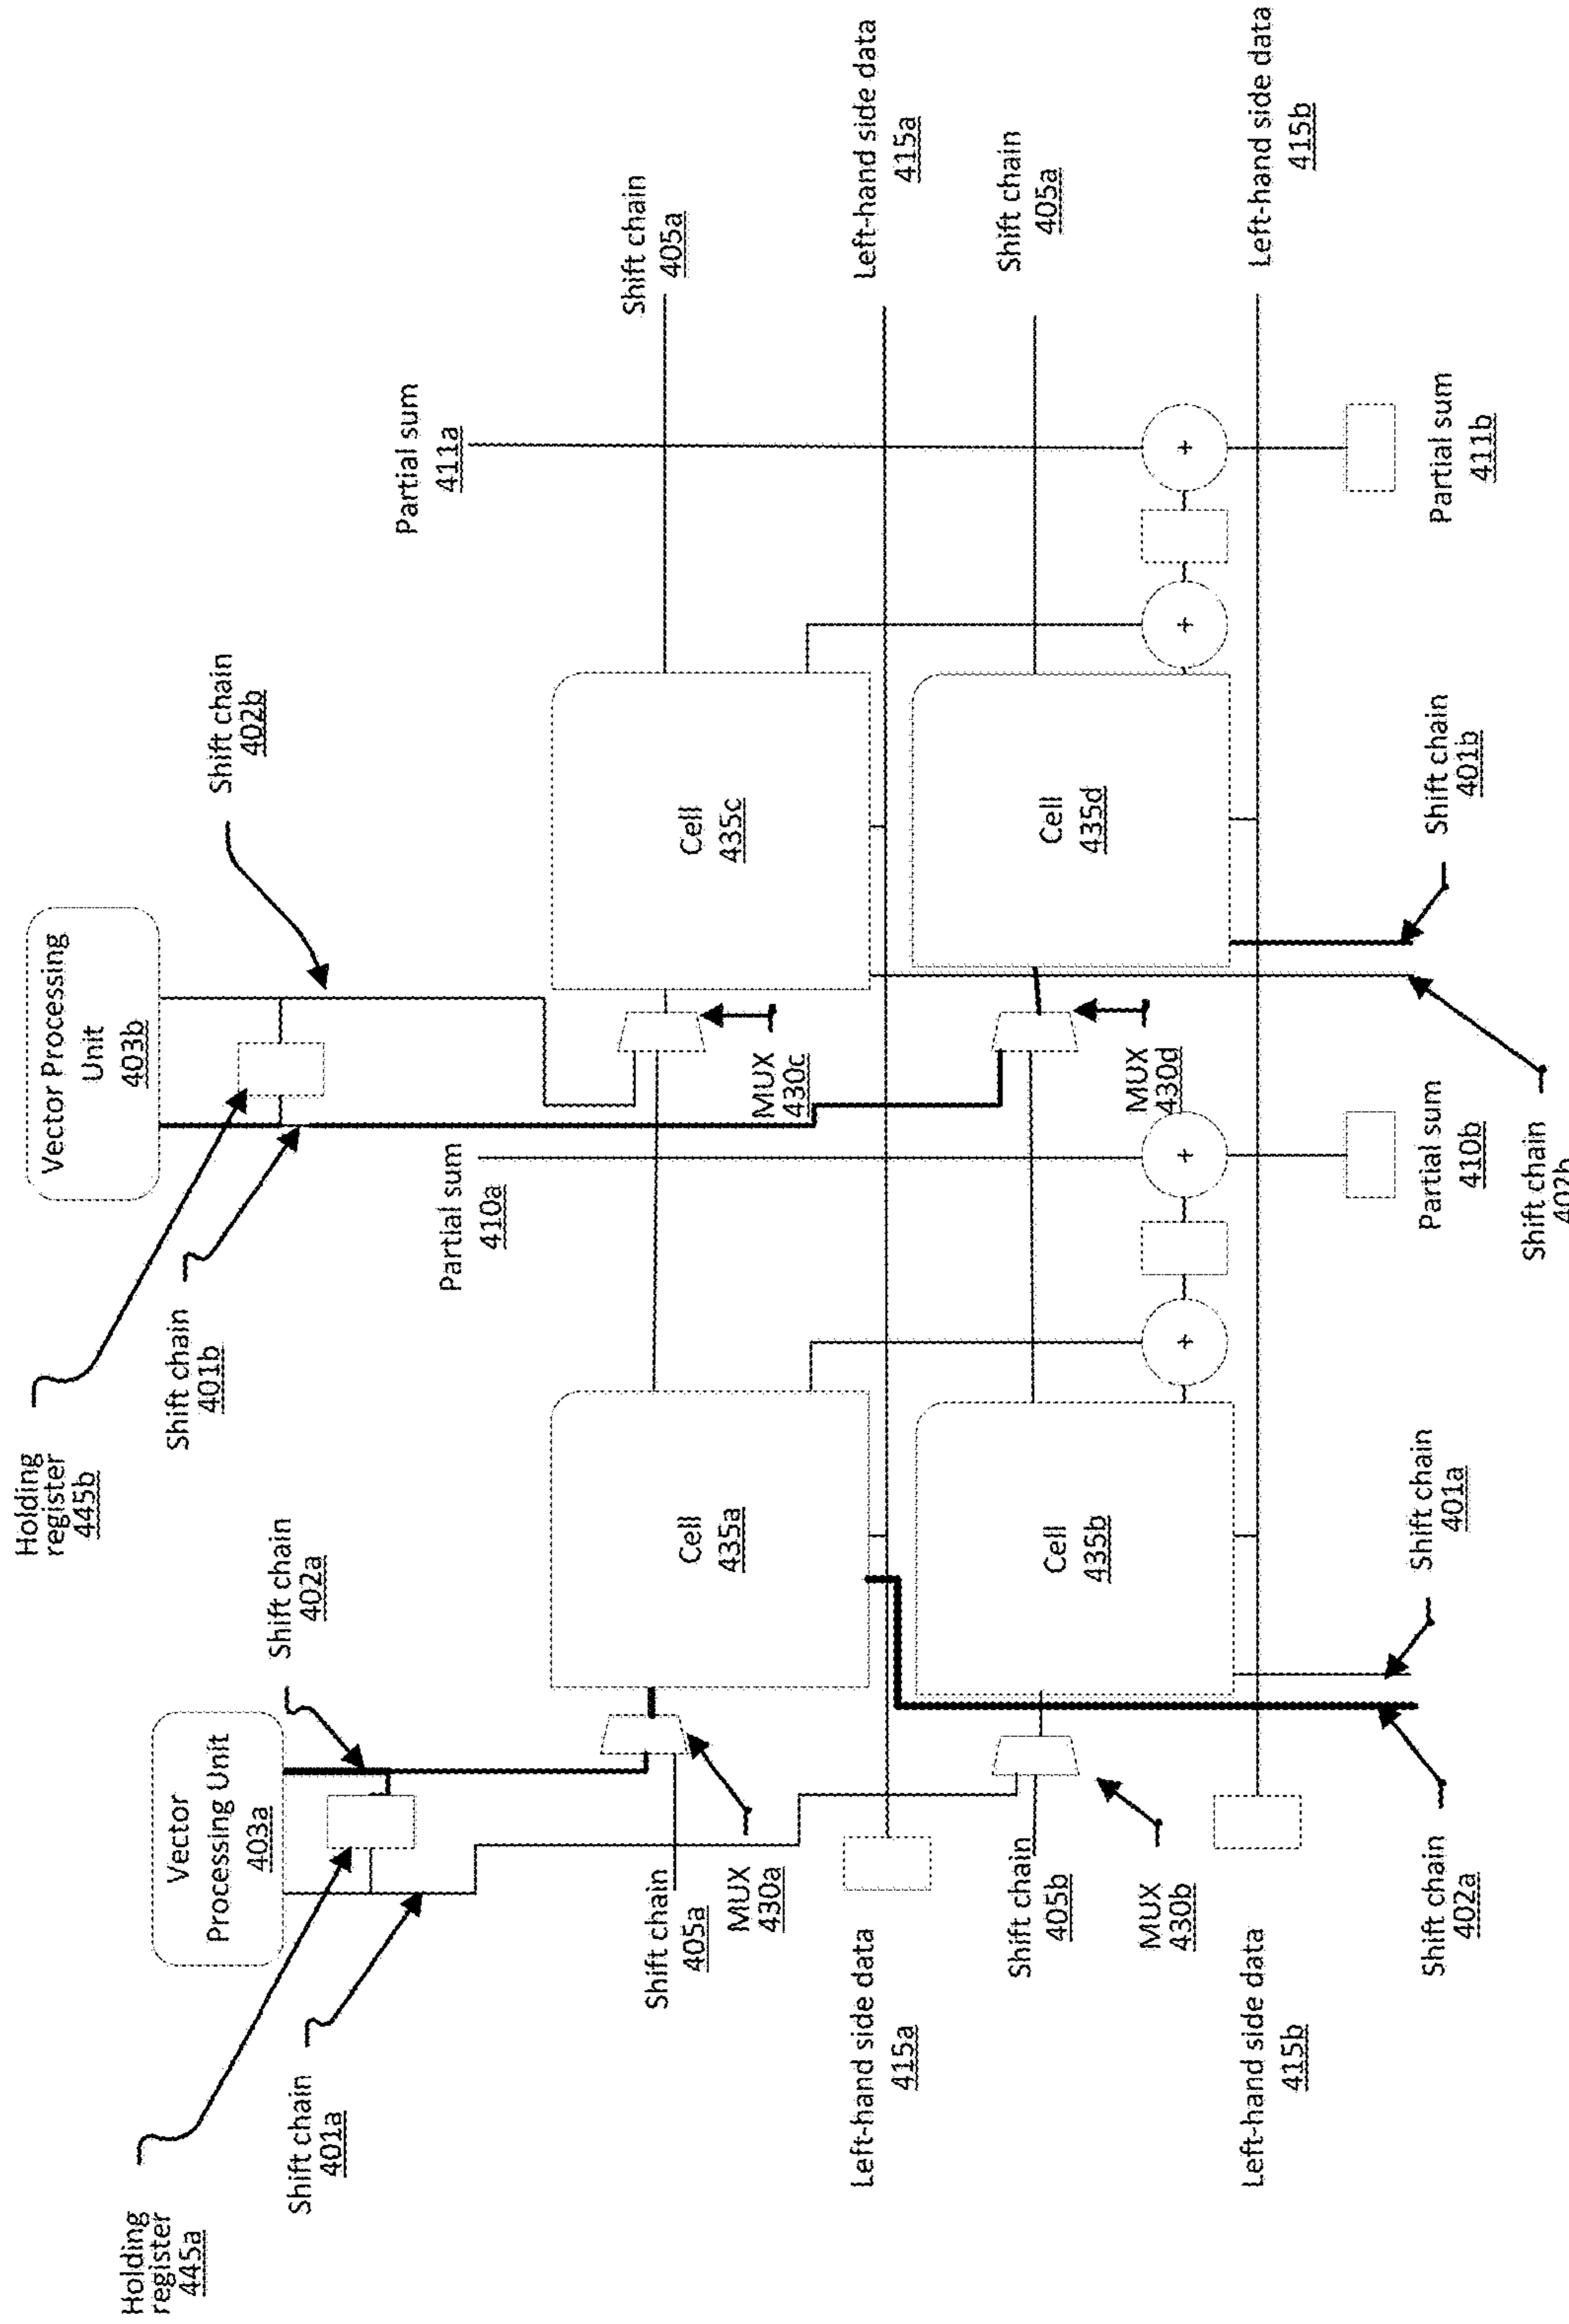 Holding
register
445a
Shift chain
401a
Vector
Processing Unit
403a
Shift chain
402a
Holding
register
445b
Shift chain
401b
Vector Processing
Unit
403b
Shift chain
402b
Shift chain
405a
MUX
430a
Cell
435a
Partial sum
410a
MUX
430c
Cell
435c
Partial sum
411a
Shift chain
405a
Left-hand side data
415a
Left-hand side data
415a
Shift chain
405b
MUX
430b
Cell
435b
+
+
MUX
430d
Cell
435d
+
+
Shift chain
405a
Left-hand side data
415b
Left-hand side data
415b
Shift chain
402a
Shift chain
401a
Partial sum
410b
Shift chain
402b
Shift chain
401b
Partial sum
411b